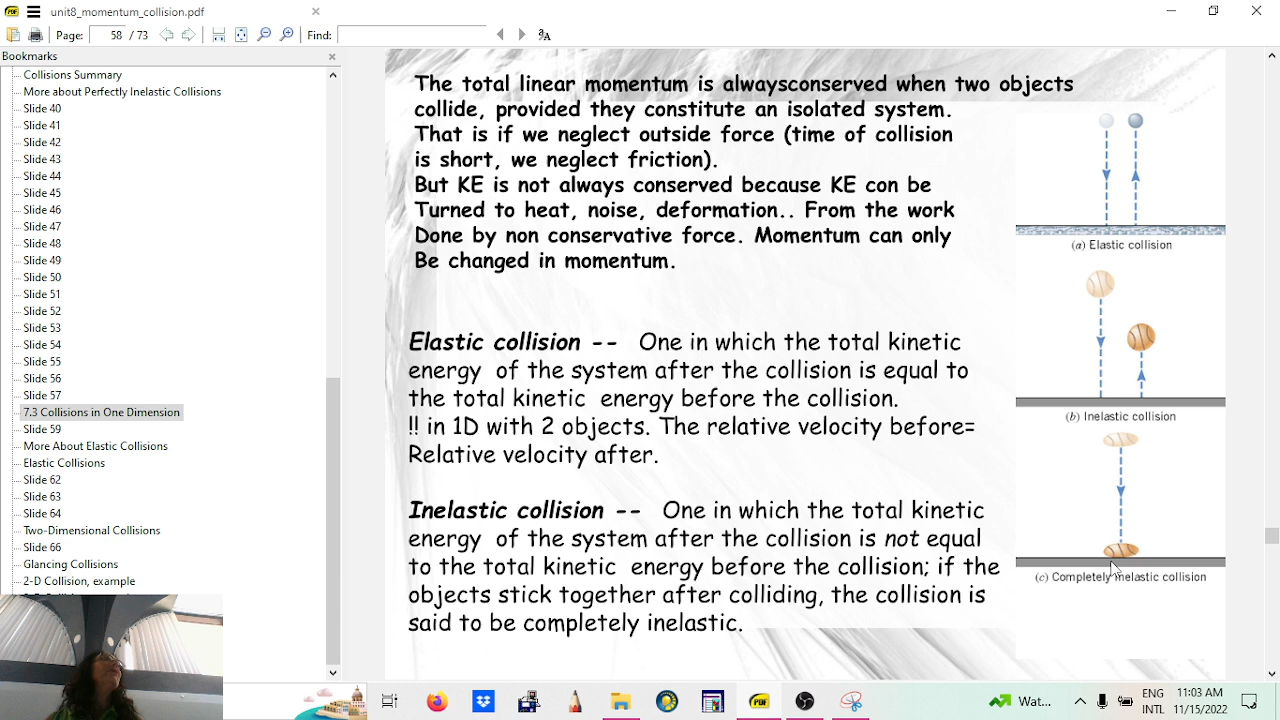 unit8_momentum_collision.pdf
Page: 58 / 73 Find:
Bookmarks
Collisions Summary
More about Perfectly Inelastic Collisions
Slide 40
Slide 41
Slide 42
Slide 43
Slide 44
Slide 45
Slide 46
Slide 47
Slide 48
Slide 49
Slide 50
Slide 51
Slide 52
Slide 53
Slide 54
Slide 55
Slide 56
Slide 57
7.3 Collisions in One Dimension
Slide 59
More About Elastic Collisions
Elastic Collisions
Slide 62
Slide 63
Slide 64
Two-Dimensional Collisions
Slide 66
Glancing Collisions
2-D Collision, example
The total linear momentum is alwaysconserved when two objects
collide, provided they constitute an isolated system.
That is if we neglect outside force (time of collision
is short, we neglect friction).
But KE is not always conserved because KE con be
Turned to heat, noise, deformation.. From the work
Done by non conservative force. Momentum can only
Be changed in momentum.
Elastic collision -- One in which the total kinetic
energy of the system after the collision is equal to
the total kinetic energy before the collision.
!! in 1D with 2 objects. The relative velocity before=
Relative velocity after.
Inelastic collision -- One in which the total kinetic
energy of the system after the collision is not equal
to the total kinetic energy before the collision; if the
objects stick together after colliding, the collision is
said to be completely inelastic.
(a) Elastic collision
(b) Inelastic collision
(c) Completely inelastic collision
Wat...
ENG
INTL
11:03 AM
11/15/2022